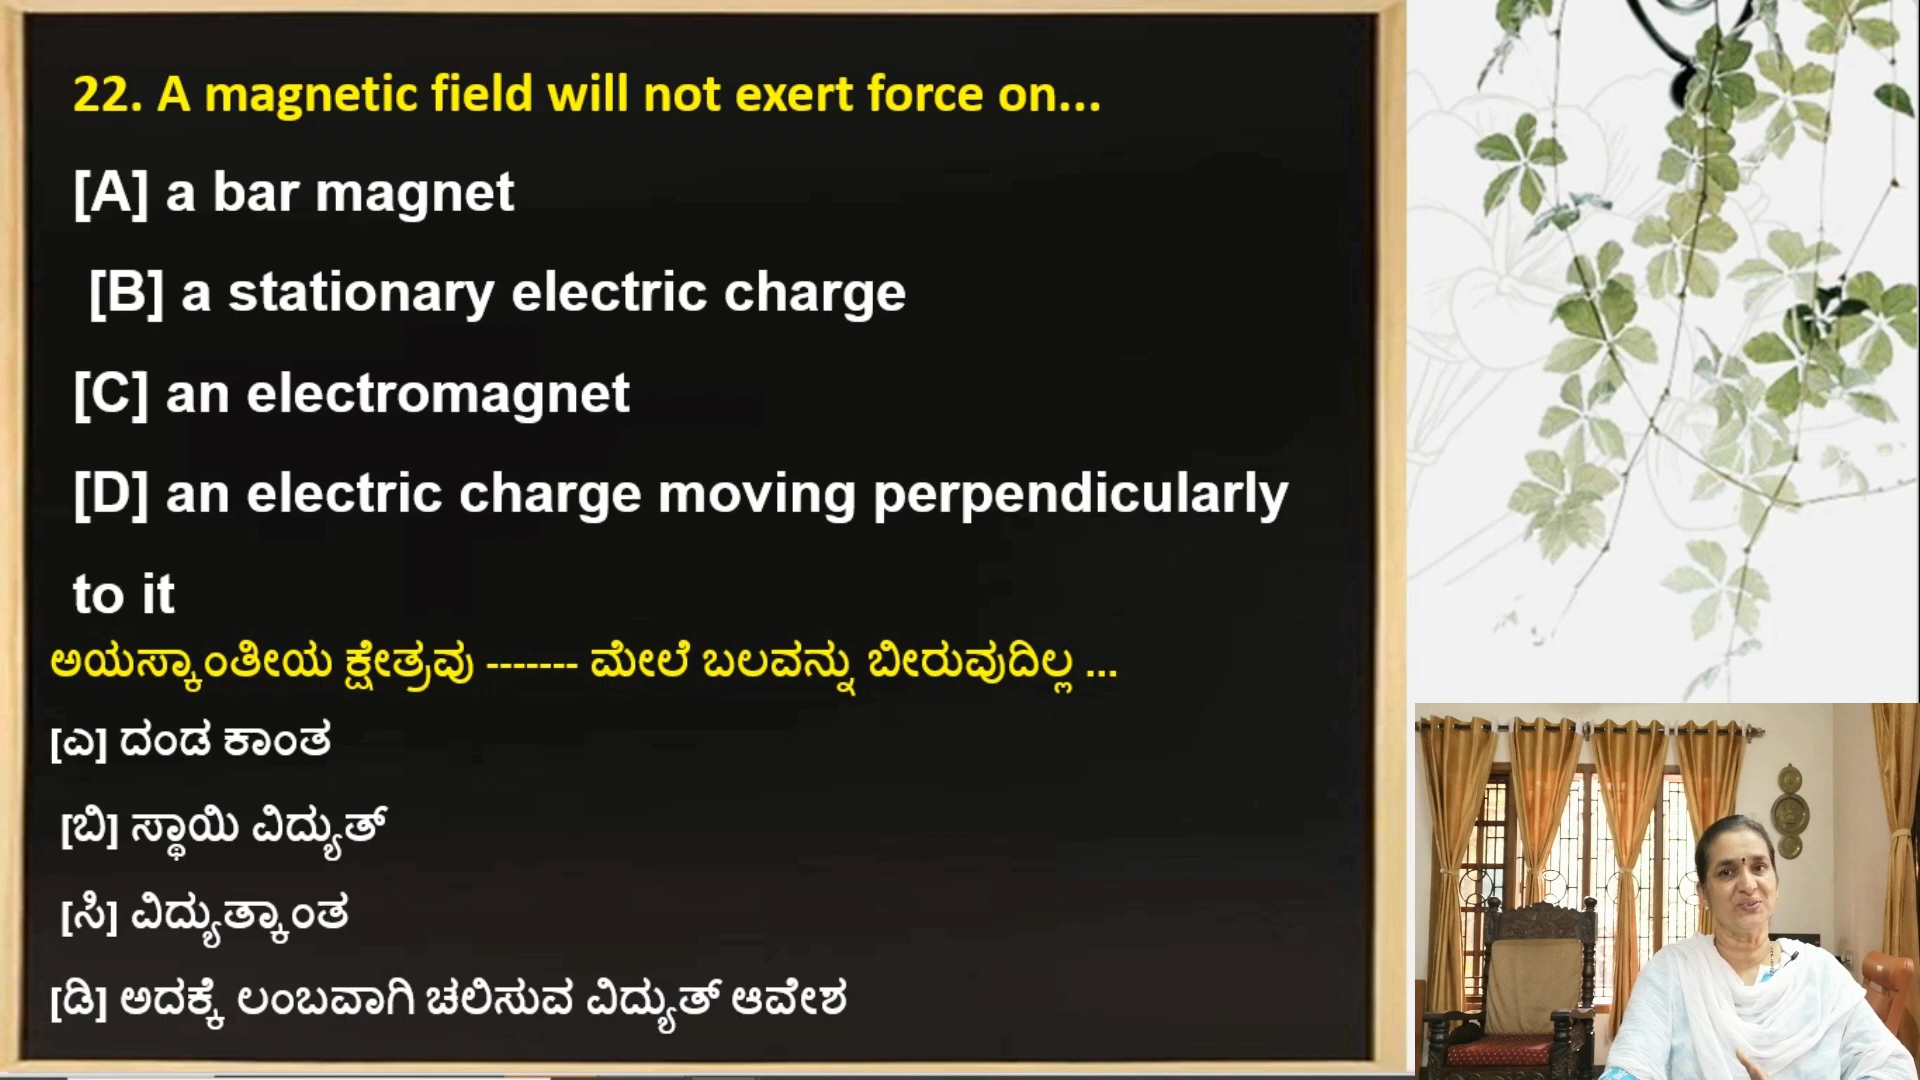 22. A magnetic field will not exert force on...
[A] a bar magnet
[B] a stationary electric charge
[C] an electromagnet
[D] an electric charge moving perpendicularly
to it
ಅಯಸ್ಕಾಂತೀಯ ಕ್ಷೇತ್ರವು ------- ಮೇಲೆ ಬಲವನ್ನು ಬೀರುವುದಿಲ್ಲ ...
[ಎ] ದಂಡ ಕಾಂತ
[ಬಿ] ಸ್ಥಾಯಿ ವಿದ್ಯುತ್
[ಸಿ] ವಿದ್ಯುತ್ಕಾಂತ
[ಡಿ] ಅದಕ್ಕೆ ಲಂಬವಾಗಿ ಚಲಿಸುವ ವಿದ್ಯುತ್ ಆವೇಶ